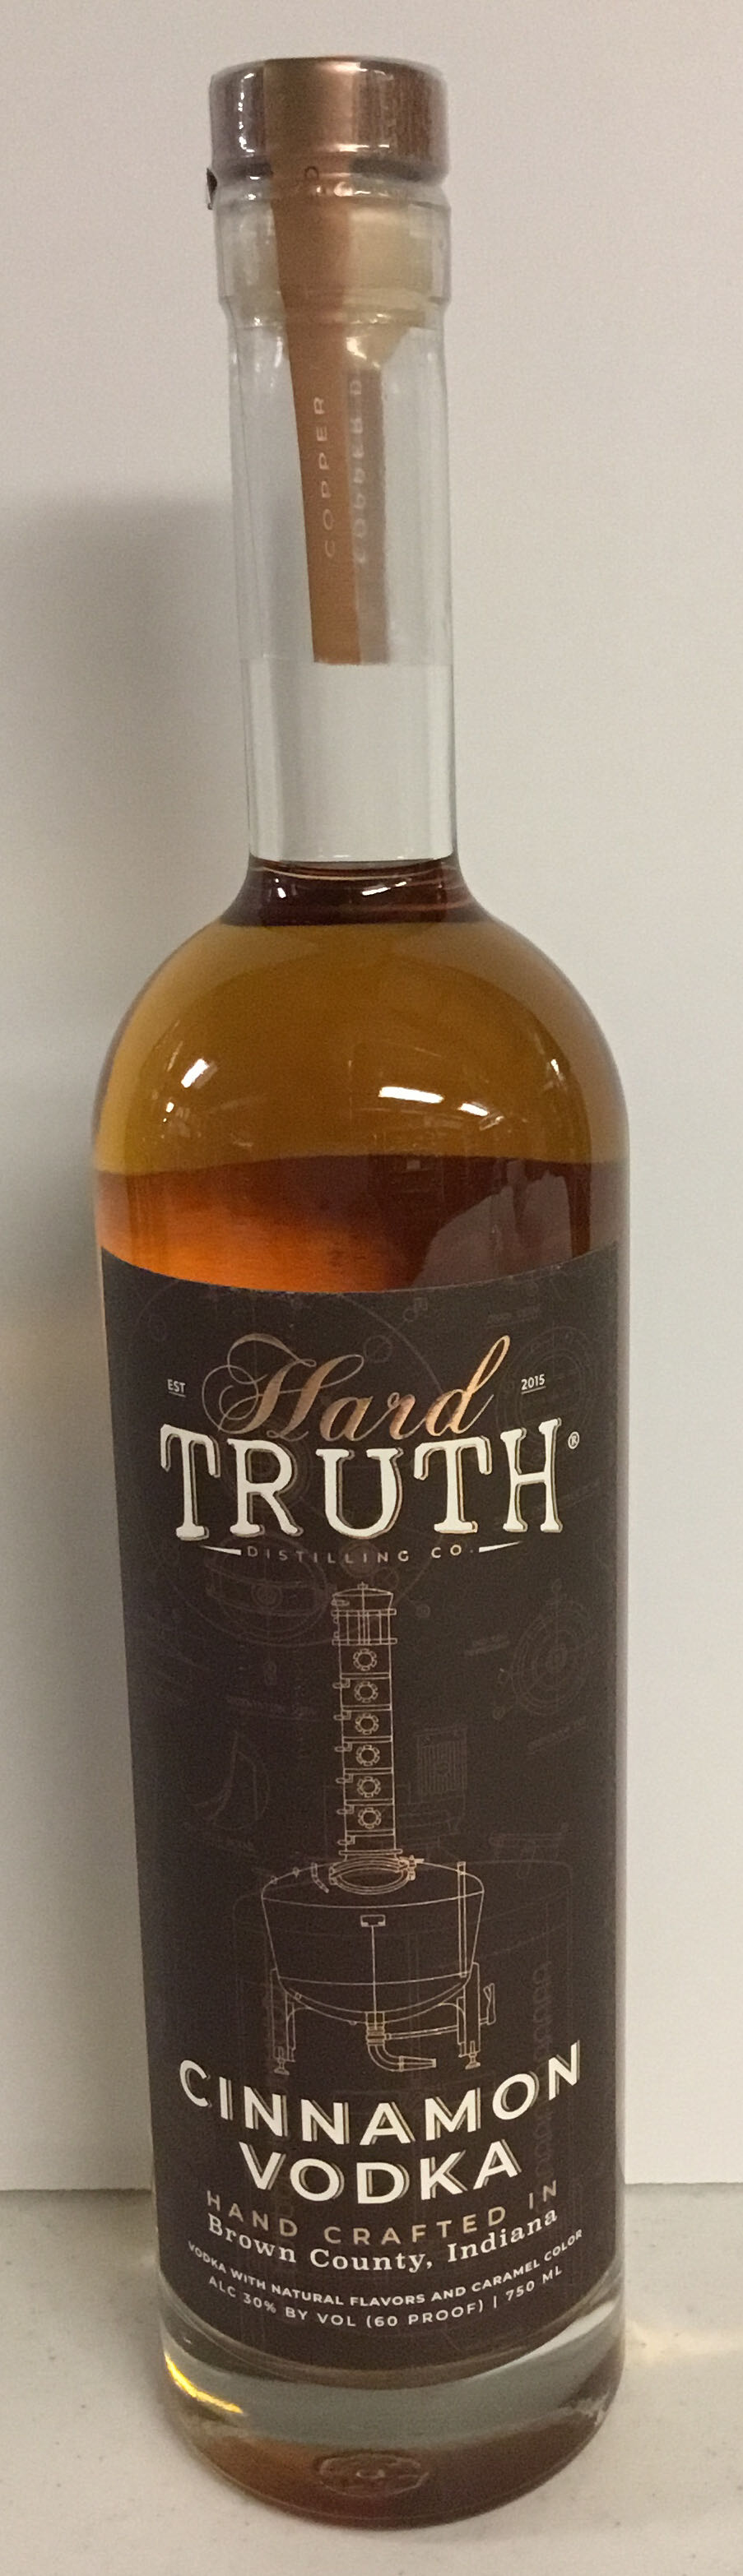 COPPER
Hard
EST 2015
TRUTH®
DISTILLING CO.
CINNAMON
VODKA
HAND CRAFTED IN
Brown County, Indiana
VODKA WITH NATURAL FLAVORS AND CARAMEL COLOR
ALC 30% BY VOL (60 PROOF) | 750 ML